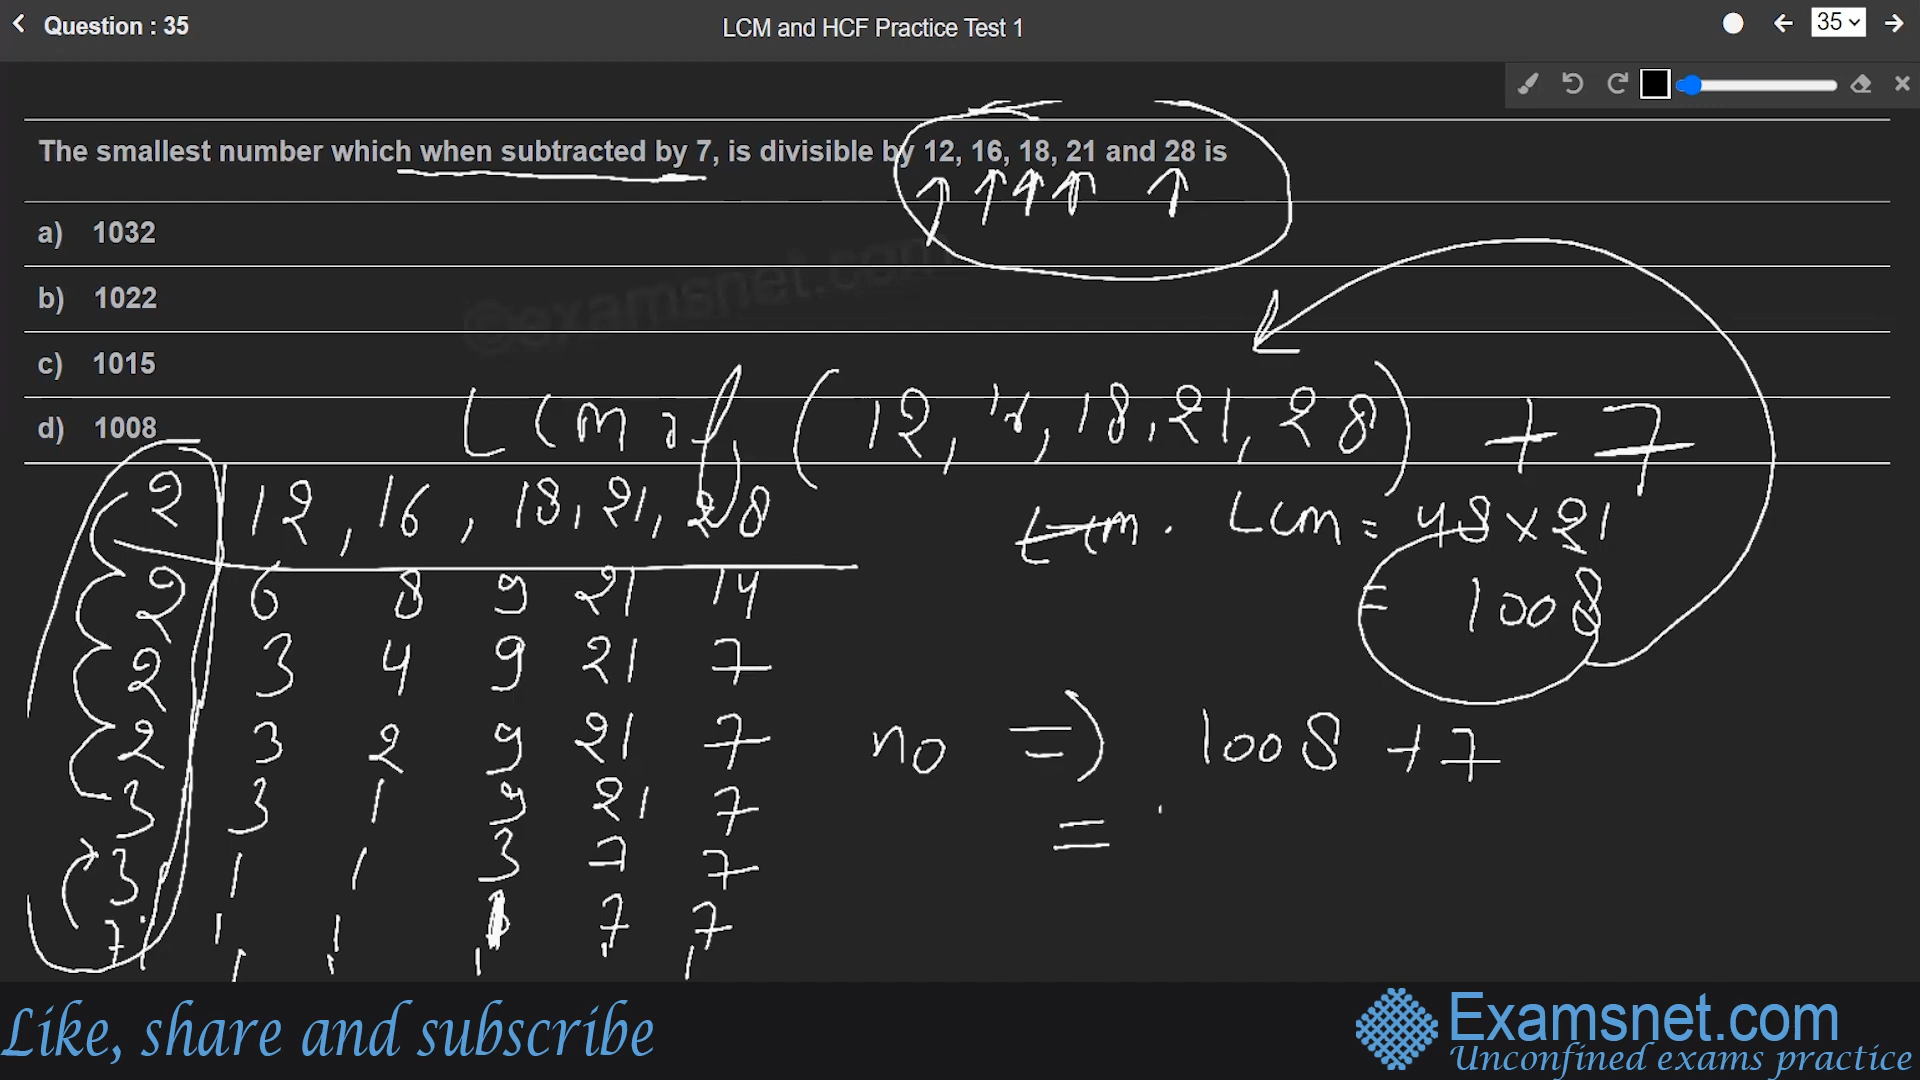 Question : 35
LCM and HCF Practice Test 1
35
The smallest number which when subtracted by 7, is divisible by 12, 16, 18, 21 and 28 is
a) 1032
b) 1022
c) 1015
d) 1008
@examsnet.com
LCM of (12, 16, 18, 21, 28) + 7
2 12, 16, 18, 21, 28
LCM = 48 x 21
2 6 8 9 21 14
= 1008
2 3 4 9 21 7
2 3 2 9 21 7
no => 1008 + 7
3 3 1 9 21 7
=
3 1 1 3 7 7
7 1 1 1 7 7
1 1 1 1
Like, share and subscribe
Examsnet.com
Unconfined exams practice